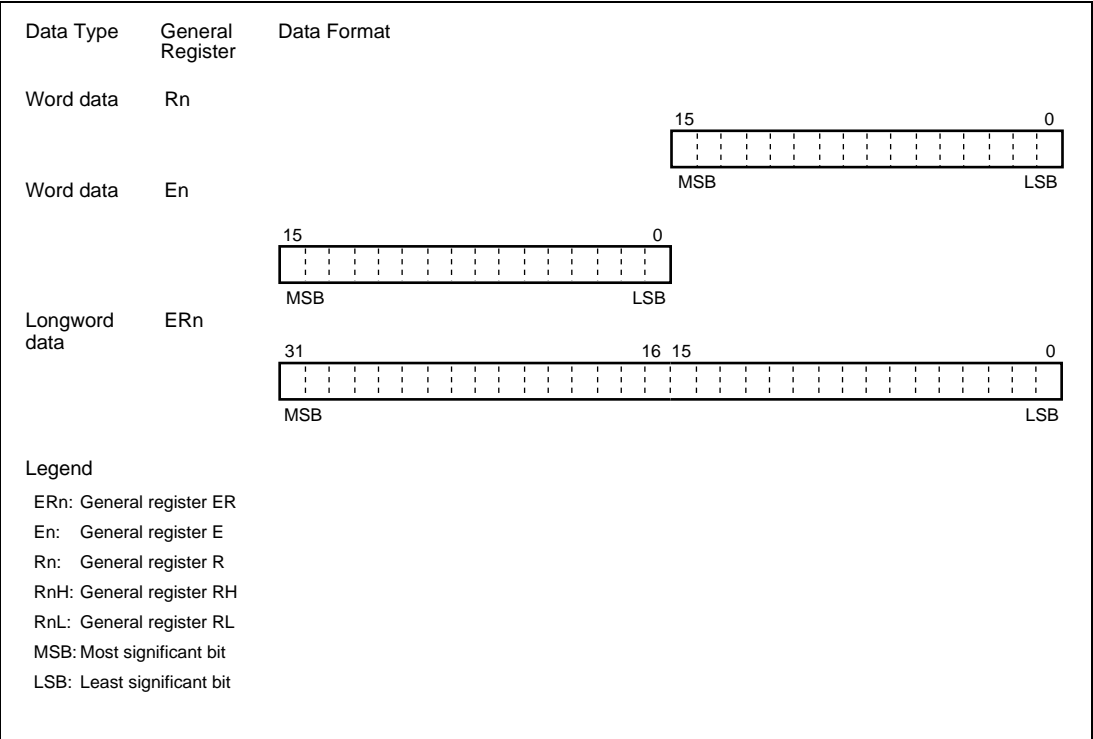 Data Type General Register Data Format
Word data Rn
15 0
MSB LSB
Word data En
15 0
MSB LSB
Longword data ERn
31 16 15 0
MSB LSB
Legend
ERn: General register ER
En: General register E
Rn: General register R
RnH: General register RH
RnL: General register RL
MSB: Most significant bit
LSB: Least significant bit